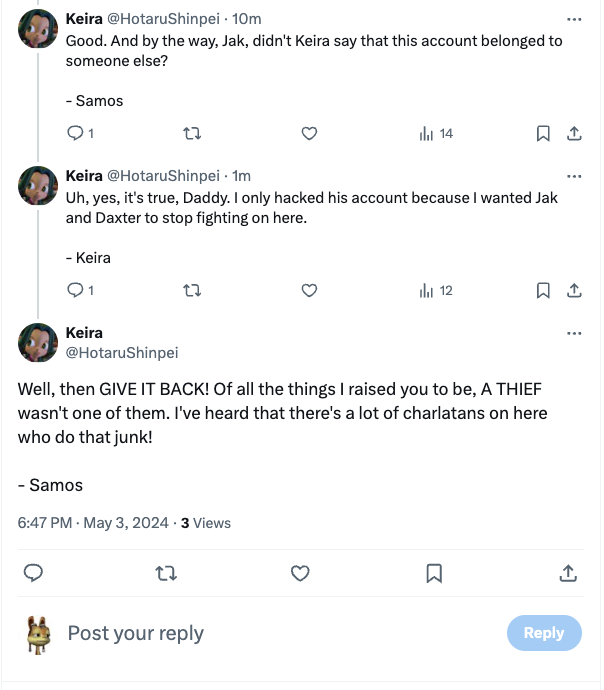 Keira @HotaruShinpei · 10m
Good. And by the way, Jak, didn't Keira say that this account belonged to
someone else?
- Samos
1
14
Keira @HotaruShinpei · 1m
Uh, yes, it's true, Daddy. I only hacked his account because I wanted Jak
and Daxter to stop fighting on here.
- Keira
1
12
Keira
@HotaruShinpei
Well, then GIVE IT BACK! Of all the things I raised you to be, A THIEF
wasn't one of them. I've heard that there's a lot of charlatans on here
who do that junk!
- Samos
6:47 PM · May 3, 2024 · 3 Views
Post your reply
Reply